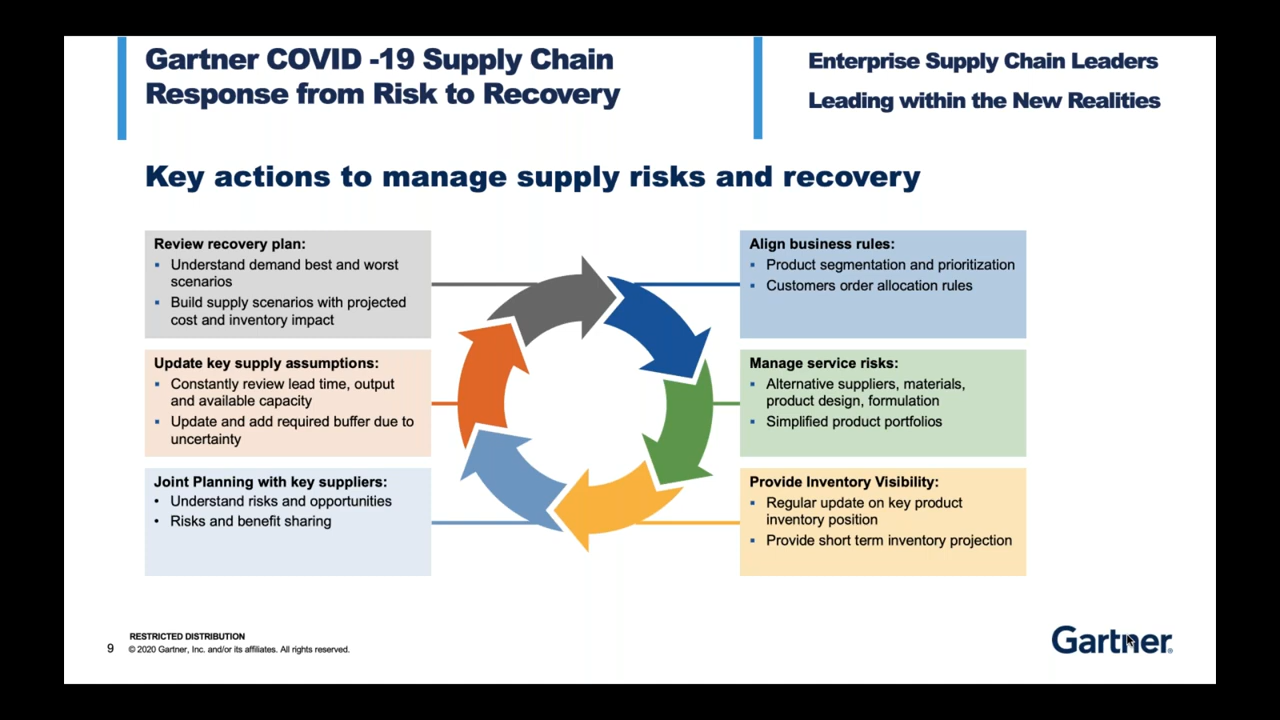 Gartner COVID -19 Supply Chain
Response from Risk to Recovery
Enterprise Supply Chain Leaders
Leading within the New Realities
Key actions to manage supply risks and recovery
Review recovery plan:
▪ Understand demand best and worst
scenarios
▪ Build supply scenarios with projected
cost and inventory impact
Update key supply assumptions:
▪ Constantly review lead time, output
and available capacity
▪ Update and add required buffer due to
uncertainty
Joint Planning with key suppliers:
• Understand risks and opportunities
• Risks and benefit sharing
Align business rules:
▪ Product segmentation and prioritization
▪ Customers order allocation rules
Manage service risks:
▪ Alternative suppliers, materials,
product design, formulation
▪ Simplified product portfolios
Provide Inventory Visibility:
▪ Regular update on key product
inventory position
▪ Provide short term inventory projection
RESTRICTED DISTRIBUTION
9 © 2020 Gartner, Inc. and/or its affiliates. All rights reserved.
Gartner®